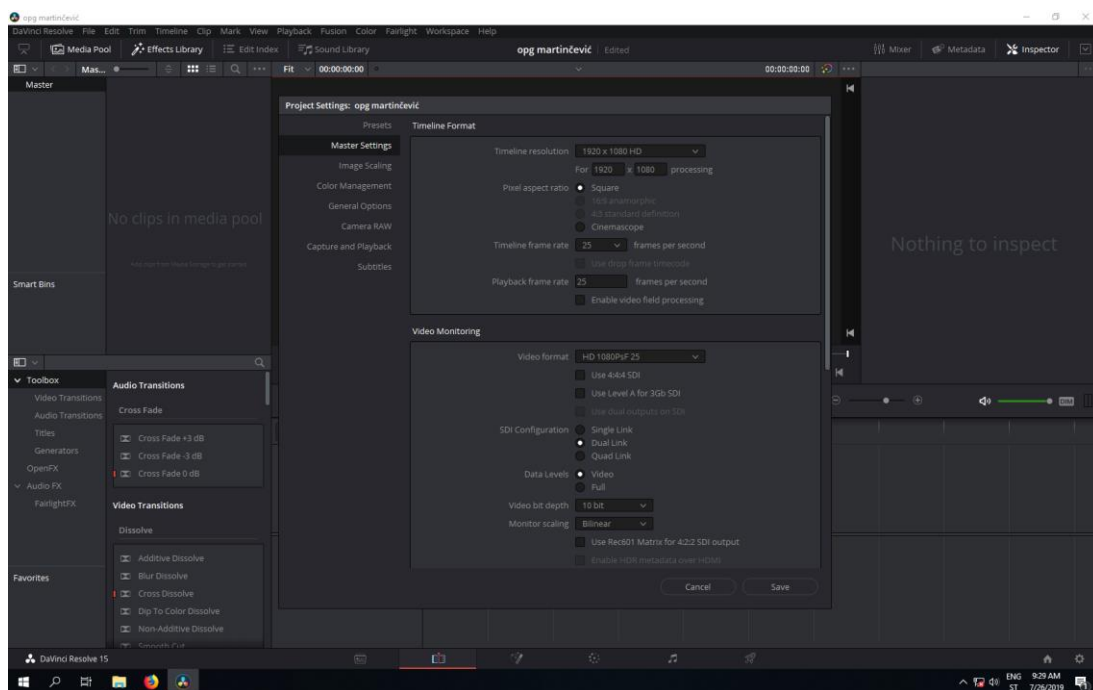 opg martinčević
DaVinci Resolve File Edit Trim Timeline Clip Mark View Playback Fusion Color Fairlight Workspace Help
Media Pool Effects Library Edit Index Sound Library opg martinčević Edited Mixer Metadata Inspector
Mas... Fit 00:00:00:00 00:00:00:00
Master
No clips in media pool
Add clips from Media Storage to get started
Smart Bins
Nothing to inspect
Project Settings: opg martinčević
Presets
Master Settings
Image Scaling
Color Management
General Options
Camera RAW
Capture and Playback
Subtitles
Timeline Format
Timeline resolution 1920 x 1080 HD
For 1920 x 1080 processing
Pixel aspect ratio Square
16:9 anamorphic
4:3 standard definition
Cinemascope
Timeline frame rate 25 frames per second
Use drop frame timecode
Playback frame rate 25 frames per second
Enable video field processing
Video Monitoring
Video format HD 1080PsF 25
Use 4:4:4 SDI
Use Level A for 3Gb SDI
Use dual outputs on SDI
SDI Configuration Single Link
Dual Link
Quad Link
Data Levels Video
Full
Video bit depth 10 bit
Monitor scaling Bilinear
Use Rec601 Matrix for 4:2:2 SDI output
Enable HDR metadata over HDMI
Cancel Save
Toolbox
Video Transitions
Audio Transitions
Titles
Generators
OpenFX
Audio FX
FairlightFX
Favorites
Audio Transitions
Cross Fade
Cross Fade +3 dB
Cross Fade -3 dB
Cross Fade 0 dB
Video Transitions
Dissolve
Additive Dissolve
Blur Dissolve
Cross Dissolve
Dip To Color Dissolve
Non-Additive Dissolve
Smooth Cut
DIM
DaVinci Resolve 15
ENG 9:29 AM
ST 7/26/2019